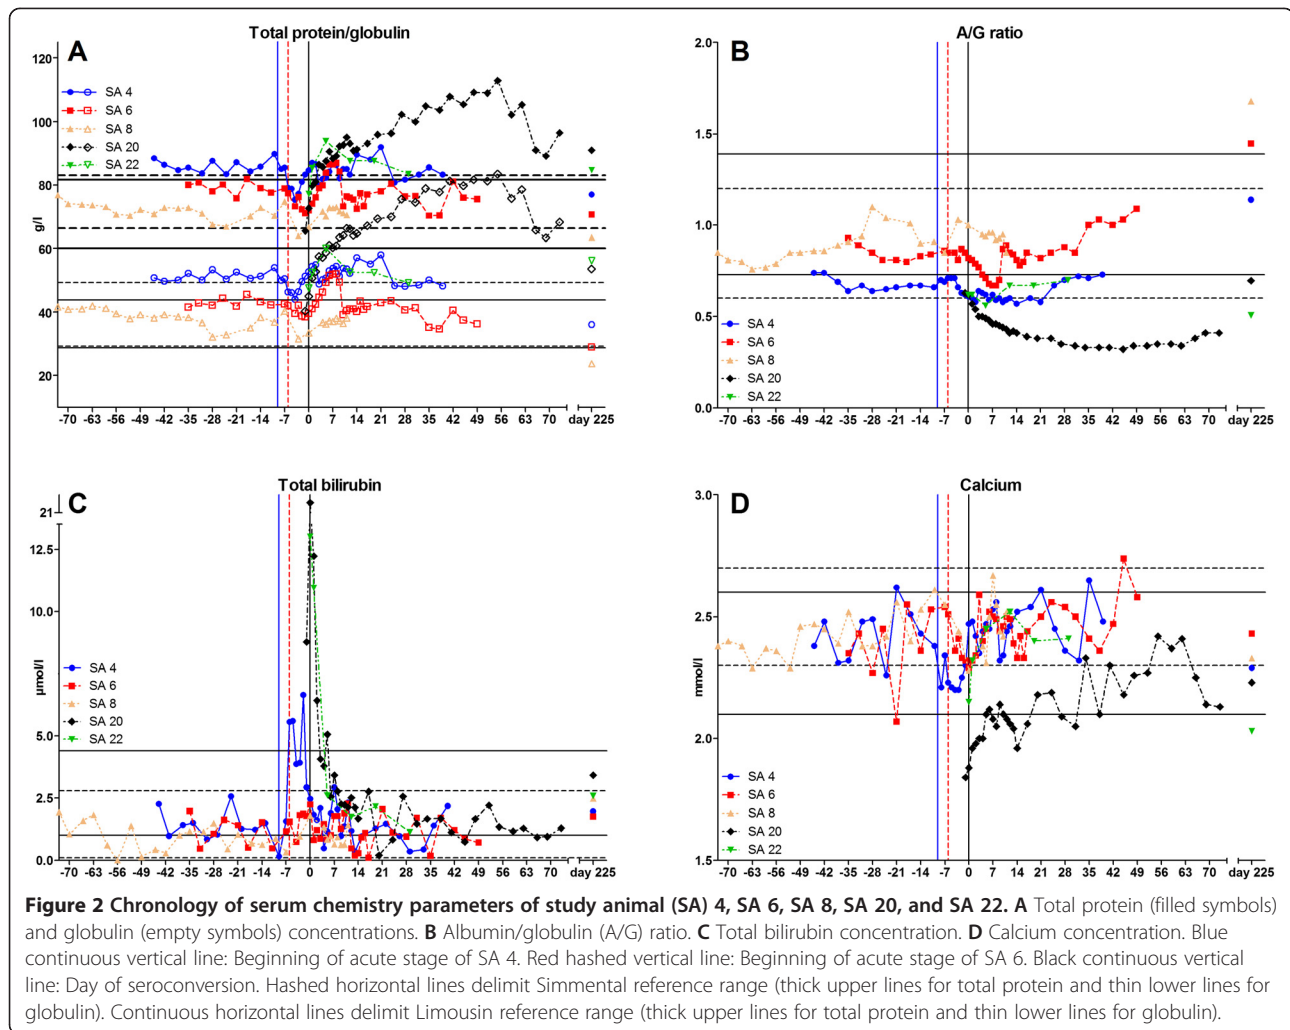 A
Total protein/globulin
120
100
80
60
40
20
g/l
SA 4
SA 6
SA 8
SA 20
SA 22
-70 -63 -56 -49 -42 -35 -28 -21 -14 -7 0 7 14 21 28 35 42 49 56 63 70 day 225
B
A/G ratio
2.0
1.5
1.0
0.5
0.0
SA 4
SA 6
SA 8
SA 20
SA 22
-70 -63 -56 -49 -42 -35 -28 -21 -14 -7 0 7 14 21 28 35 42 49 56 63 70 day 225
C
Total bilirubin
21
12.5
10.0
5.0
2.5
0.0
µmol/l
SA 4
SA 6
SA 8
SA 20
SA 22
-70 -63 -56 -49 -42 -35 -28 -21 -14 -7 0 7 14 21 28 35 42 49 56 63 70 day 225
D
Calcium
3.0
2.5
2.0
1.5
mmol/l
SA 4
SA 6
SA 8
SA 20
SA 22
-70 -63 -56 -49 -42 -35 -28 -21 -14 -7 0 7 14 21 28 35 42 49 56 63 70 day 225
Figure 2 Chronology of serum chemistry parameters of study animal (SA) 4, SA 6, SA 8, SA 20, and SA 22. A Total protein (filled symbols)
and globulin (empty symbols) concentrations. B Albumin/globulin (A/G) ratio. C Total bilirubin concentration. D Calcium concentration. Blue
continuous vertical line: Beginning of acute stage of SA 4. Red hashed vertical line: Beginning of acute stage of SA 6. Black continuous vertical
line: Day of seroconversion. Hashed horizontal lines delimit Simmental reference range (thick upper lines for total protein and thin lower lines for
globulin). Continuous horizontal lines delimit Limousin reference range (thick upper lines for total protein and thin lower lines for globulin).